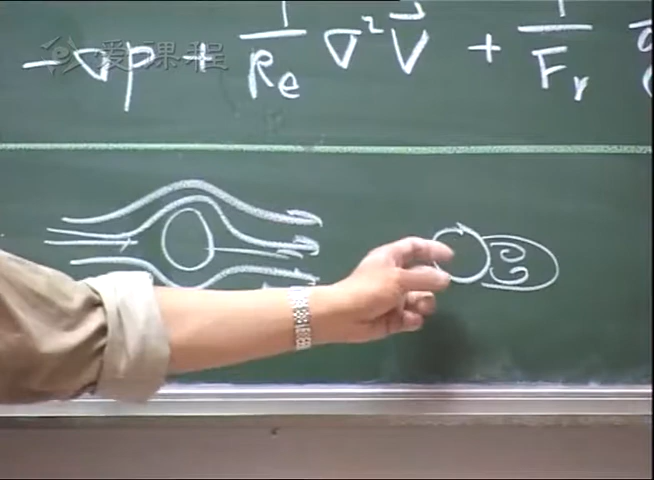 爱课程
-∇p + 1/Re ∇²V⃗ + 1/Fr